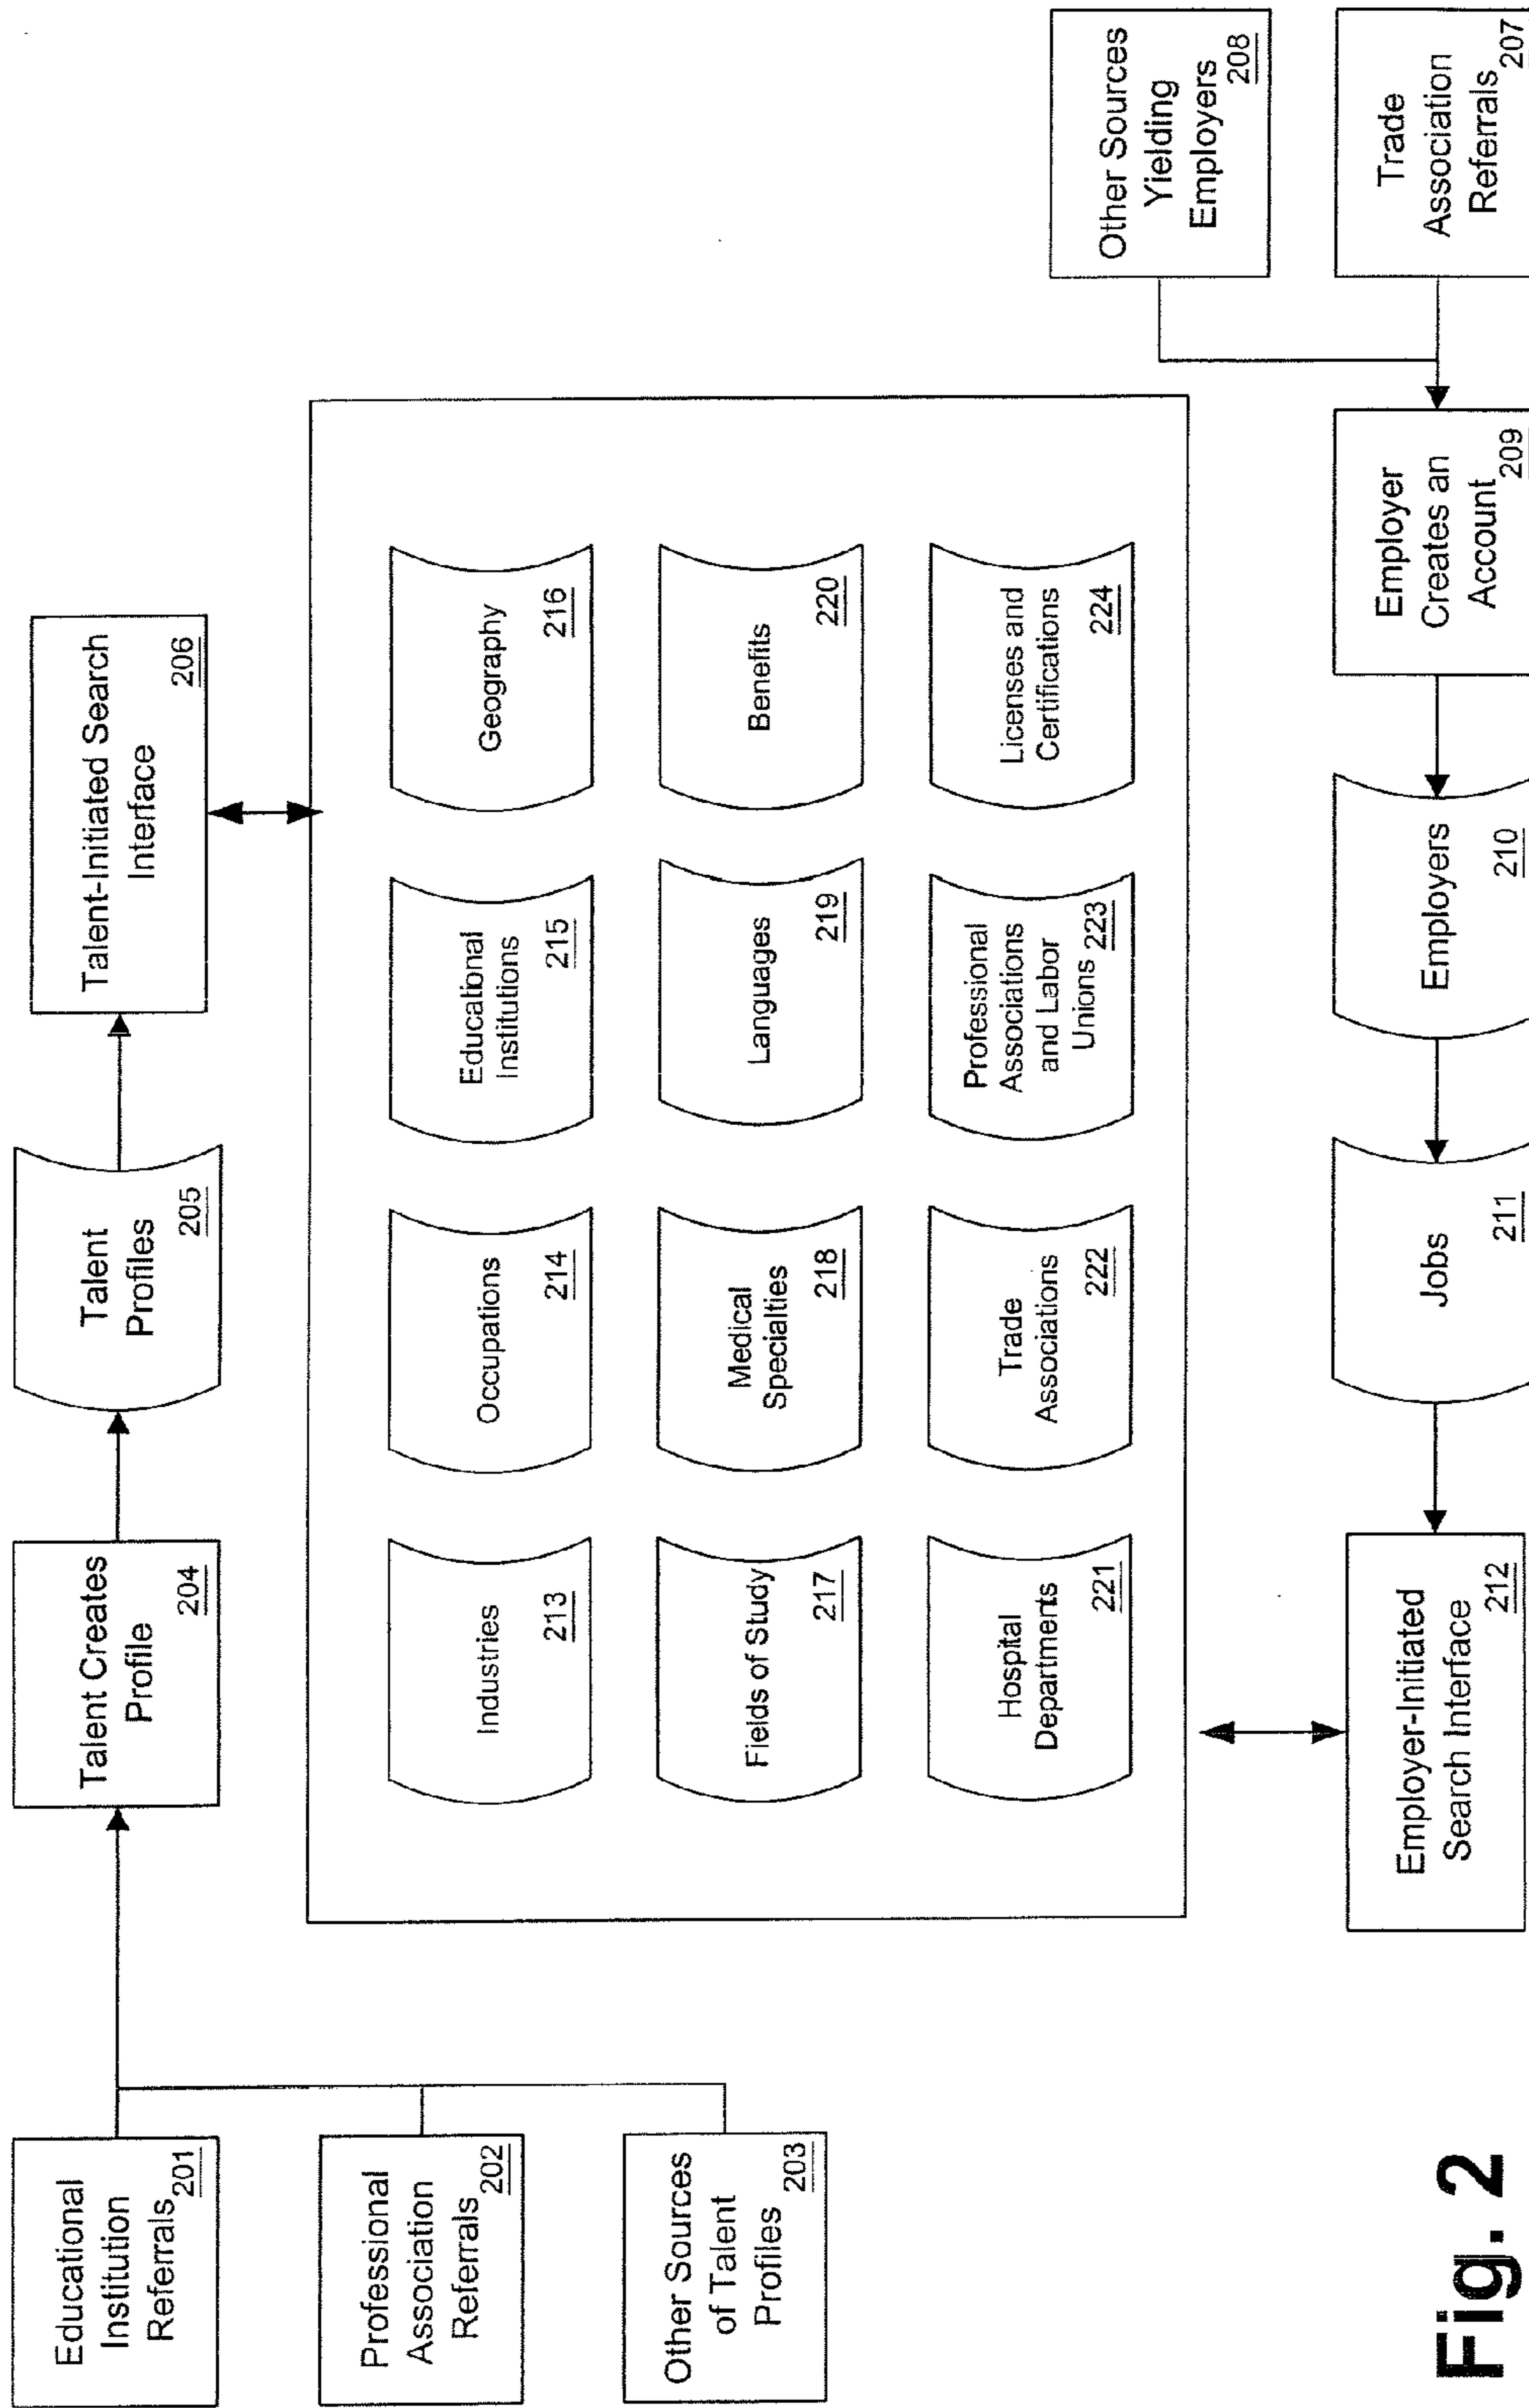 Educational
Institution
Referrals 201
Professional
Association
Referrals 202
Other Sources
of Talent
Profiles 203
Talent Creates
Profile
204
Talent
Profiles
205
Talent-Initiated Search
Interface
206
Industries
213
Occupations
214
Educational
Institutions
215
Geography
216
Fields of Study
217
Medical
Specialties
218
Languages
219
Benefits
220
Hospital
Departments
221
Trade
Associations
222
Professional
Associations
and Labor
Unions 223
Licenses and
Certifications
224
Other Sources
Yielding
Employers
208
Employer-Initiated
Search Interface
212
Jobs
211
Employers
210
Employer
Creates an
Account
209
Trade
Association
Referrals
207
Fig. 2